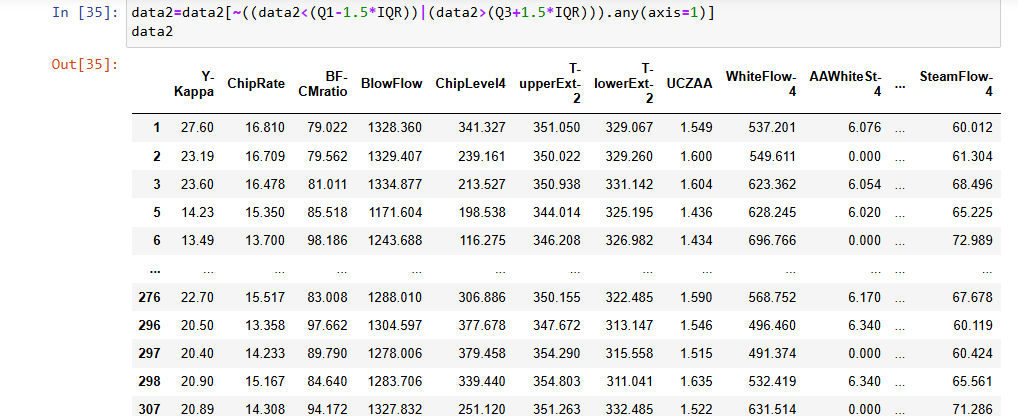 In [35]: data2=data2[~((data2<(Q1-1.5*IQR))|(data2>(Q3+1.5*IQR))).any(axis=1)]
data2
Out[35]:
Y-Kappa ChipRate BF-CMratio BlowFlow ChipLevel4 T-upperExt-2 T-lowerExt-2 UCZAA WhiteFlow-4 AAWhiteSt-4 ... SteamFlow-4
1 27.60 16.810 79.022 1328.360 341.327 351.050 329.067 1.549 537.201 6.076 ... 60.012
2 23.19 16.709 79.562 1329.407 239.161 350.022 329.260 1.600 549.611 0.000 ... 61.304
3 23.60 16.478 81.011 1334.877 213.527 350.938 331.142 1.604 623.362 6.054 ... 68.496
5 14.23 15.350 85.518 1171.604 198.538 344.014 325.195 1.436 628.245 6.020 ... 65.225
6 13.49 13.700 98.186 1243.688 116.275 346.208 326.982 1.434 696.766 0.000 ... 72.989
... ... ... ... ... ... ... ... ... ... ... ... ...
276 22.70 15.517 83.008 1288.010 306.886 350.155 322.485 1.590 568.752 6.170 ... 67.678
296 20.50 13.358 97.662 1304.597 377.678 347.672 313.147 1.546 496.460 6.340 ... 60.119
297 20.40 14.233 89.790 1278.006 379.458 354.290 315.558 1.515 491.374 0.000 ... 60.424
298 20.90 15.167 84.640 1283.706 339.440 354.803 311.041 1.635 532.419 6.340 ... 65.561
307 20.89 14.308 94.172 1327.832 251.120 351.263 332.485 1.522 631.514 0.000 ... 71.286